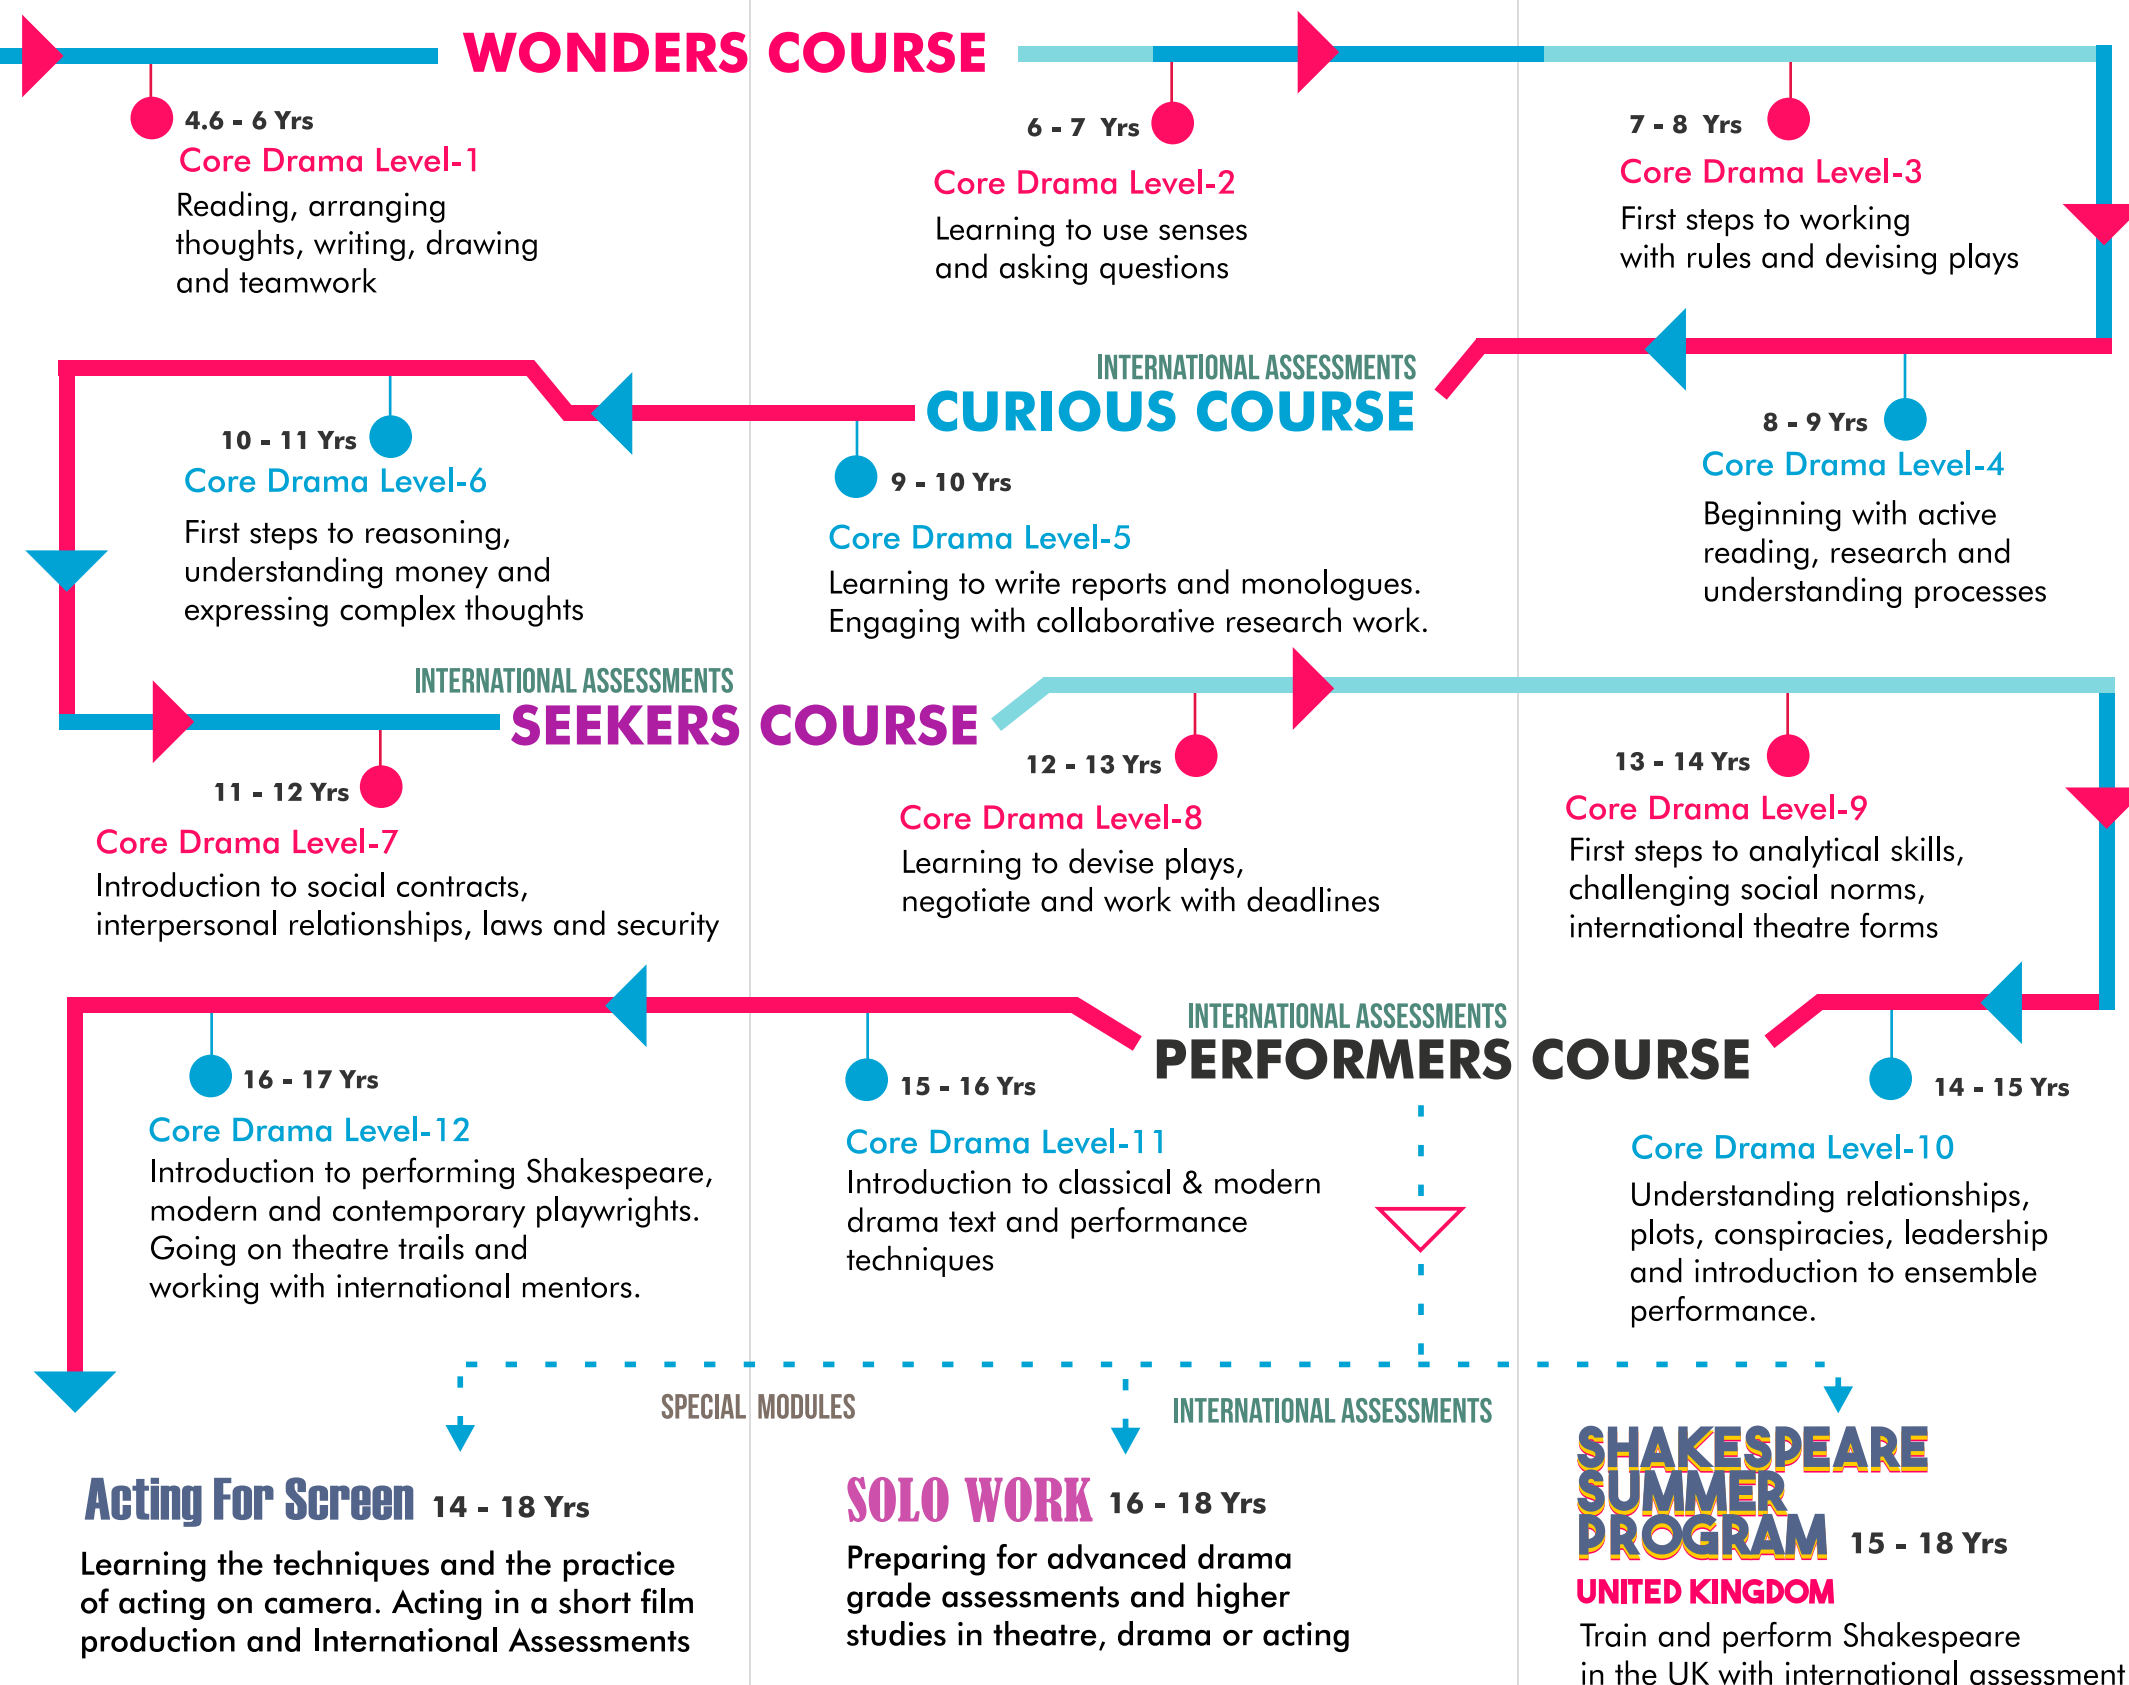 WONDERS COURSE
4.6 - 6 Yrs
Core Drama Level-1
Reading, arranging
thoughts, writing, drawing
and teamwork
6 - 7 Yrs
Core Drama Level-2
Learning to use senses
and asking questions
7 - 8 Yrs
Core Drama Level-3
First steps to working
with rules and devising plays
INTERNATIONAL ASSESSMENTS
CURIOUS COURSE
8 - 9 Yrs
Core Drama Level-4
Beginning with active
reading, research and
understanding processes
9 - 10 Yrs
Core Drama Level-5
Learning to write reports and monologues.
Engaging with collaborative research work.
10 - 11 Yrs
Core Drama Level-6
First steps to reasoning,
understanding money and
expressing complex thoughts
INTERNATIONAL ASSESSMENTS
SEEKERS COURSE
11 - 12 Yrs
Core Drama Level-7
Introduction to social contracts,
interpersonal relationships, laws and security
12 - 13 Yrs
Core Drama Level-8
Learning to devise plays,
negotiate and work with deadlines
13 - 14 Yrs
Core Drama Level-9
First steps to analytical skills,
challenging social norms,
international theatre forms
INTERNATIONAL ASSESSMENTS
PERFORMERS COURSE
14 - 15 Yrs
Core Drama Level-10
Understanding relationships,
plots, conspiracies, leadership
and introduction to ensemble
performance.
15 - 16 Yrs
Core Drama Level-11
Introduction to classical & modern
drama text and performance
techniques
16 - 17 Yrs
Core Drama Level-12
Introduction to performing Shakespeare,
modern and contemporary playwrights.
Going on theatre trails and
working with international mentors.
SPECIAL MODULES
INTERNATIONAL ASSESSMENTS
Acting For Screen 14 - 18 Yrs
Learning the techniques and the practice
of acting on camera. Acting in a short film
production and International Assessments
SOLO WORK 16 - 18 Yrs
Preparing for advanced drama
grade assessments and higher
studies in theatre, drama or acting
SHAKESPEARE
SUMMER
PROGRAM 15 - 18 Yrs
UNITED KINGDOM
Train and perform Shakespeare
in the UK with international assessment